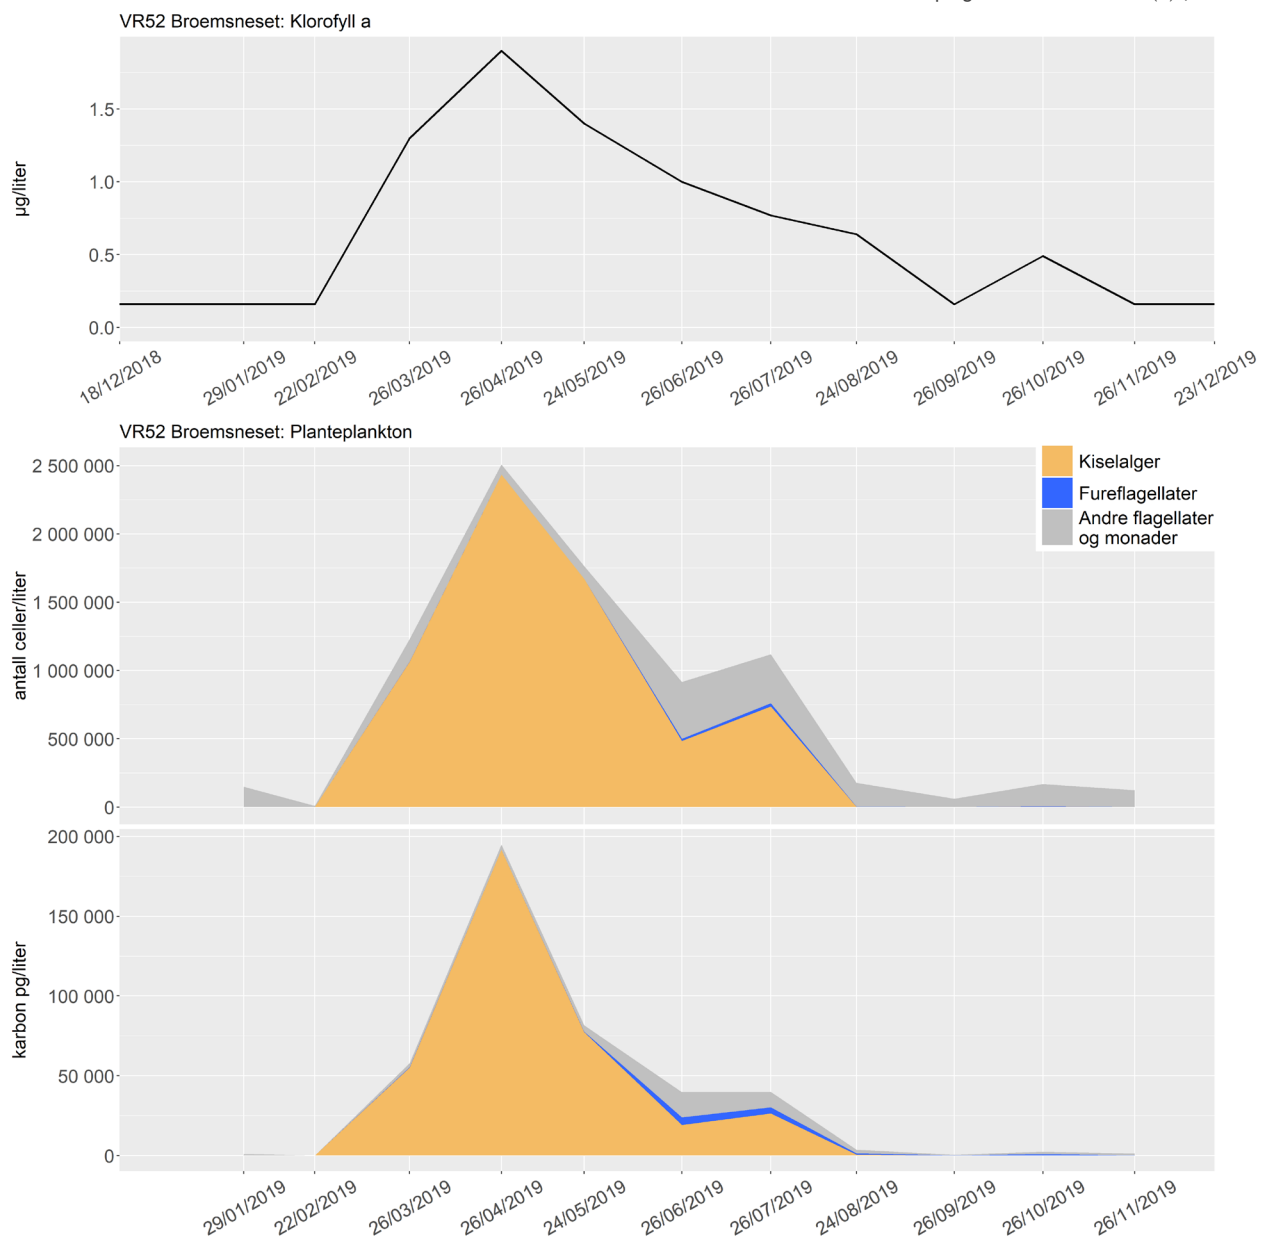 VR52 Broemsneset: Klorofyll a
µg/liter
1.5
1.0
0.5
0.0
18/12/2018 29/01/2019 22/02/2019 26/03/2019 26/04/2019 24/05/2019 26/06/2019 26/07/2019 24/08/2019 26/09/2019 26/10/2019 26/11/2019 23/12/2019
VR52 Broemsneset: Planteplankton
Kiselalger
Fureflagellater
Andre flagellater
og monader
antall celler/liter
2 500 000
2 000 000
1 500 000
1 000 000
500 000
0
karbon pg/liter
200 000
150 000
100 000
50 000
0
29/01/2019 22/02/2019 26/03/2019 26/04/2019 24/05/2019 26/06/2019 26/07/2019 24/08/2019 26/09/2019 26/10/2019 26/11/2019